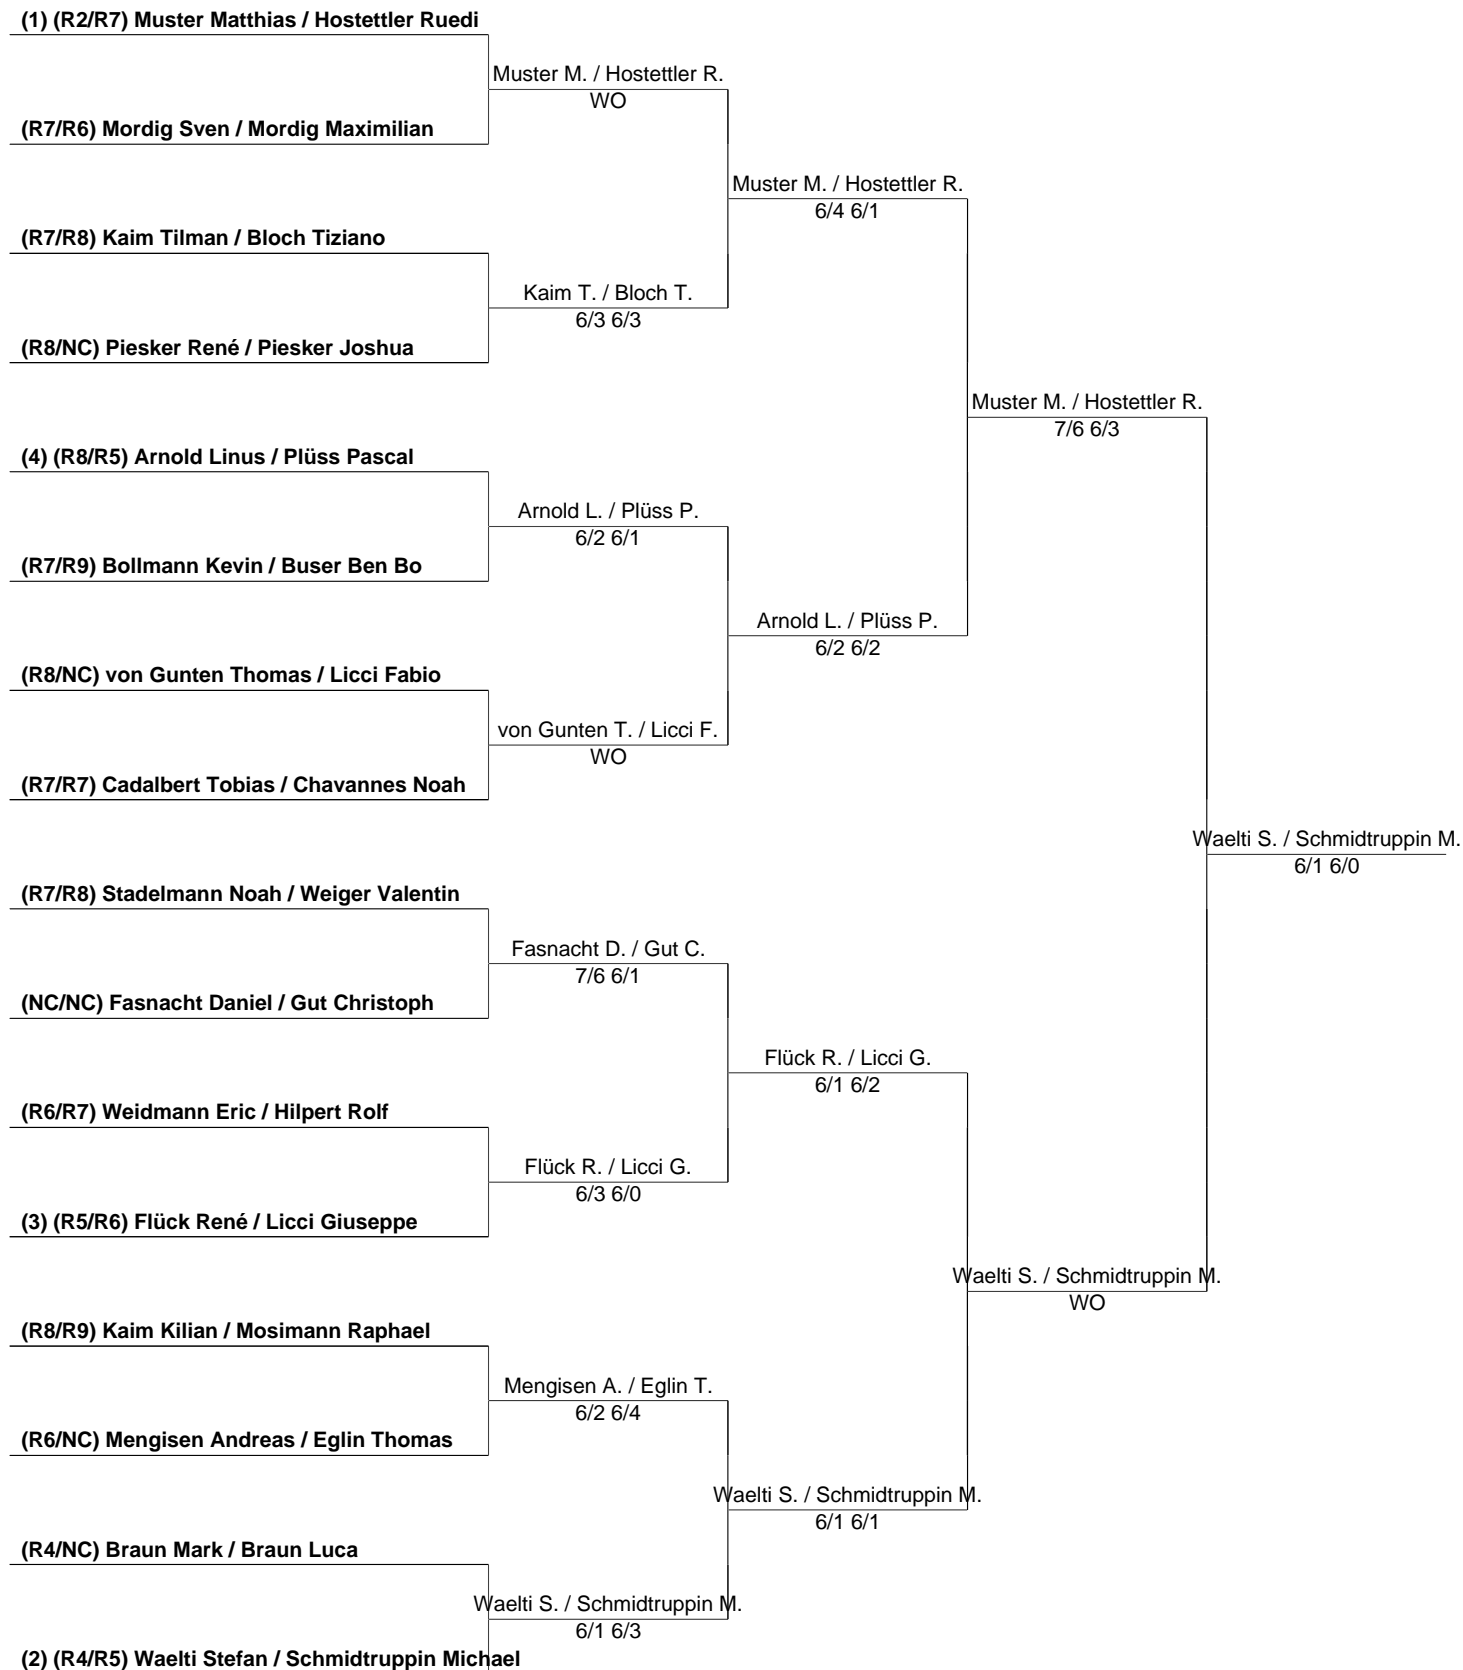 (1) (R2/R7) Muster Matthias / Hostettler Ruedi
Muster M. / Hostettler R.
WO
(R7/R6) Mordig Sven / Mordig Maximilian
Muster M. / Hostettler R.
6/4 6/1
(R7/R8) Kaim Tilman / Bloch Tiziano
Kaim T. / Bloch T.
6/3 6/3
(R8/NC) Piesker René / Piesker Joshua
Muster M. / Hostettler R.
7/6 6/3
(4) (R8/R5) Arnold Linus / Plüss Pascal
Arnold L. / Plüss P.
6/2 6/1
(R7/R9) Bollmann Kevin / Buser Ben Bo
Arnold L. / Plüss P.
6/2 6/2
(R8/NC) von Gunten Thomas / Licci Fabio
von Gunten T. / Licci F.
WO
(R7/R7) Cadalbert Tobias / Chavannes Noah
Waelti S. / Schmidtruppin M.
6/1 6/0
(R7/R8) Stadelmann Noah / Weiger Valentin
Fasnacht D. / Gut C.
7/6 6/1
(NC/NC) Fasnacht Daniel / Gut Christoph
Flück R. / Licci G.
6/1 6/2
(R6/R7) Weidmann Eric / Hilpert Rolf
Flück R. / Licci G.
6/3 6/0
(3) (R5/R6) Flück René / Licci Giuseppe
Waelti S. / Schmidtruppin M.
WO
(R8/R9) Kaim Kilian / Mosimann Raphael
Mengisen A. / Eglin T.
6/2 6/4
(R6/NC) Mengisen Andreas / Eglin Thomas
Waelti S. / Schmidtruppin M.
6/1 6/1
(R4/NC) Braun Mark / Braun Luca
Waelti S. / Schmidtruppin M.
6/1 6/3
(2) (R4/R5) Waelti Stefan / Schmidtruppin Michael